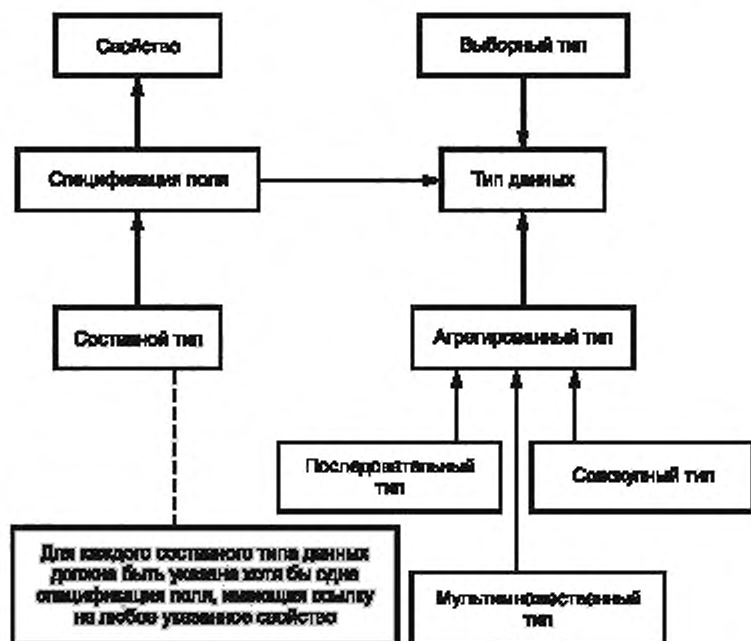 Свойство
Выборный тип
Спецификация поля
Тип данных
Составной тип
Агрегированный тип
Последовательный
тип
Совокупный тип
Для каждого составного типа данных
должна быть указана хотя бы одна
спецификация поля, имеющая ссылку
на любое указанное свойство
Мультимножественный
тип